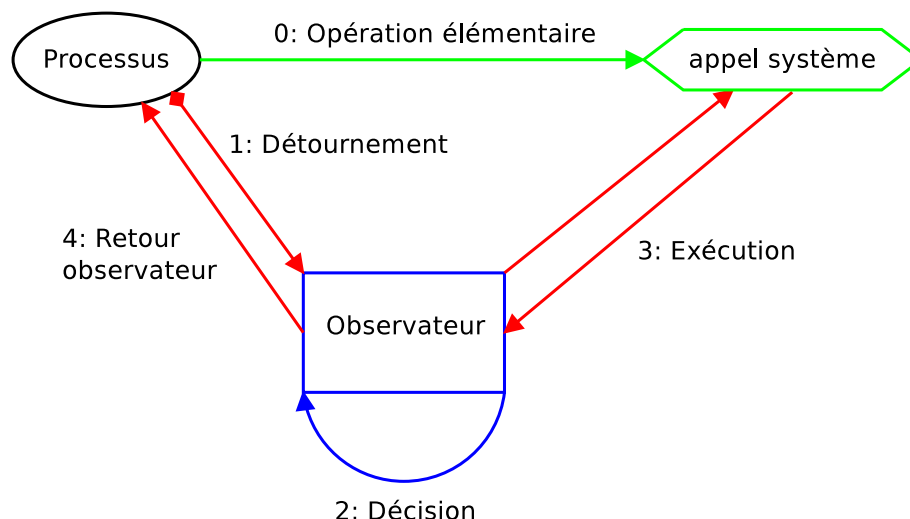 0: Opération élémentaire
Processus
appel système
1: Détournement
4: Retour
observateur
3: Exécution
Observateur
2: Décision